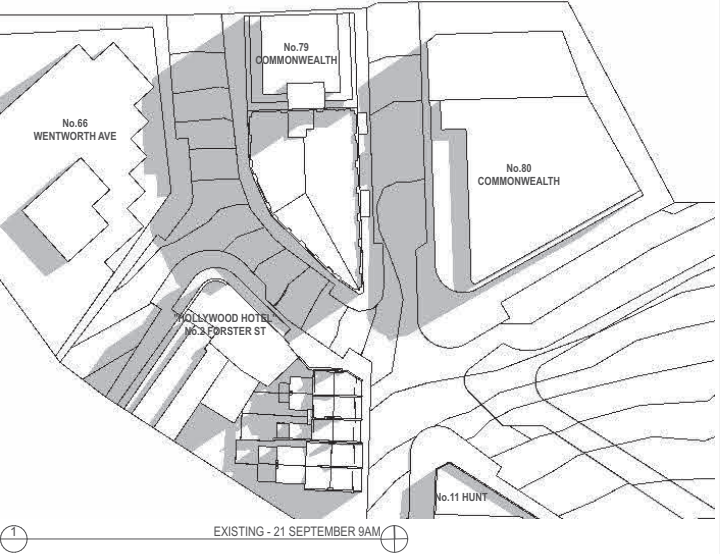 No.79
COMMONWEALTH
No.66
WENTWORTH AVE
No.80
COMMONWEALTH
"HOLLYWOOD HOTEL"
No.2 FORSTER ST
No.11 HUNT
1
EXISTING - 21 SEPTEMBER 9AM